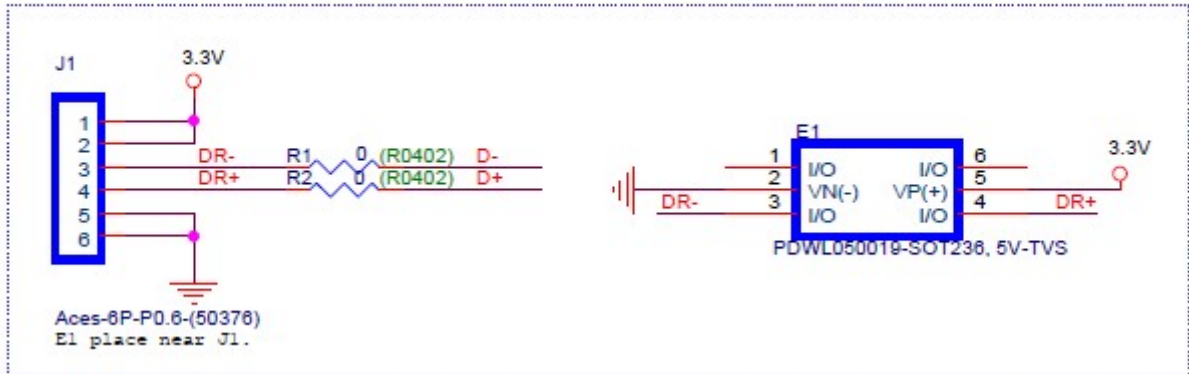 J1
3.3V
1
2
3 DR- R1 0 (R0402) D-
4 DR+ R2 0 (R0402) D+
5
6
Aces-6P-P0.6-(50376)
E1 place near J1.
E1
1 I/O I/O 6
2 VN(-) VP(+) 5
3.3V
DR- 3 I/O I/O 4 DR+
PDWL050019-SOT236, 5V-TVS